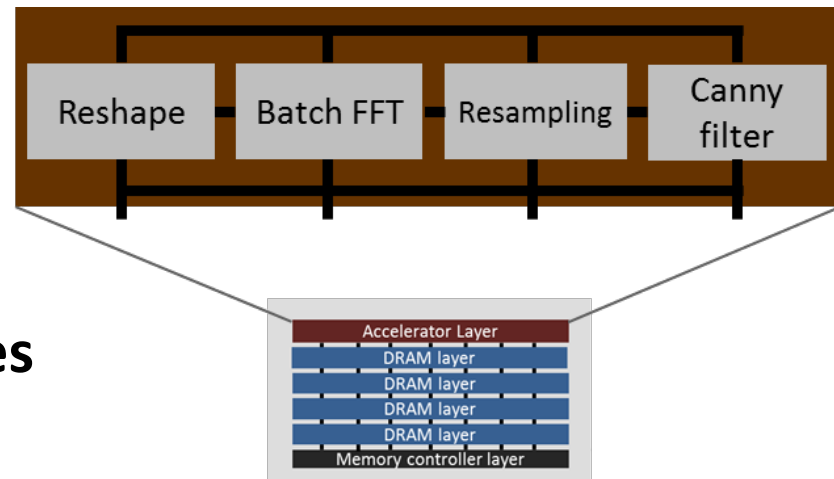 Reshape
Batch FFT
Resampling
Canny
filter
es
Accelerator Layer
DRAM layer
DRAM layer
DRAM layer
DRAM layer
Memory controller layer